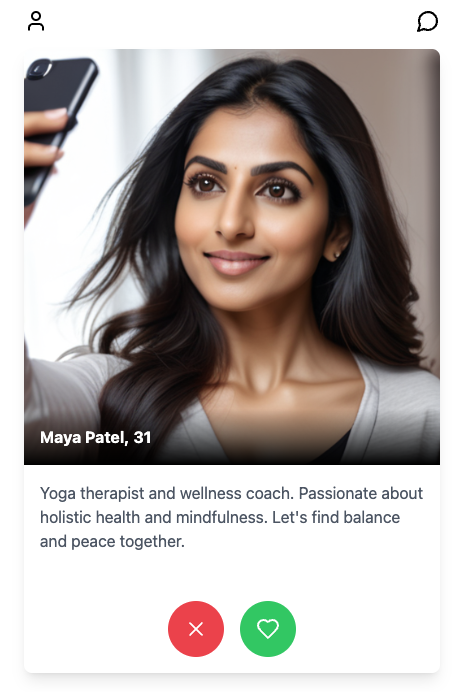 Maya Patel, 31
Yoga therapist and wellness coach. Passionate about
holistic health and mindfulness. Let's find balance
and peace together.